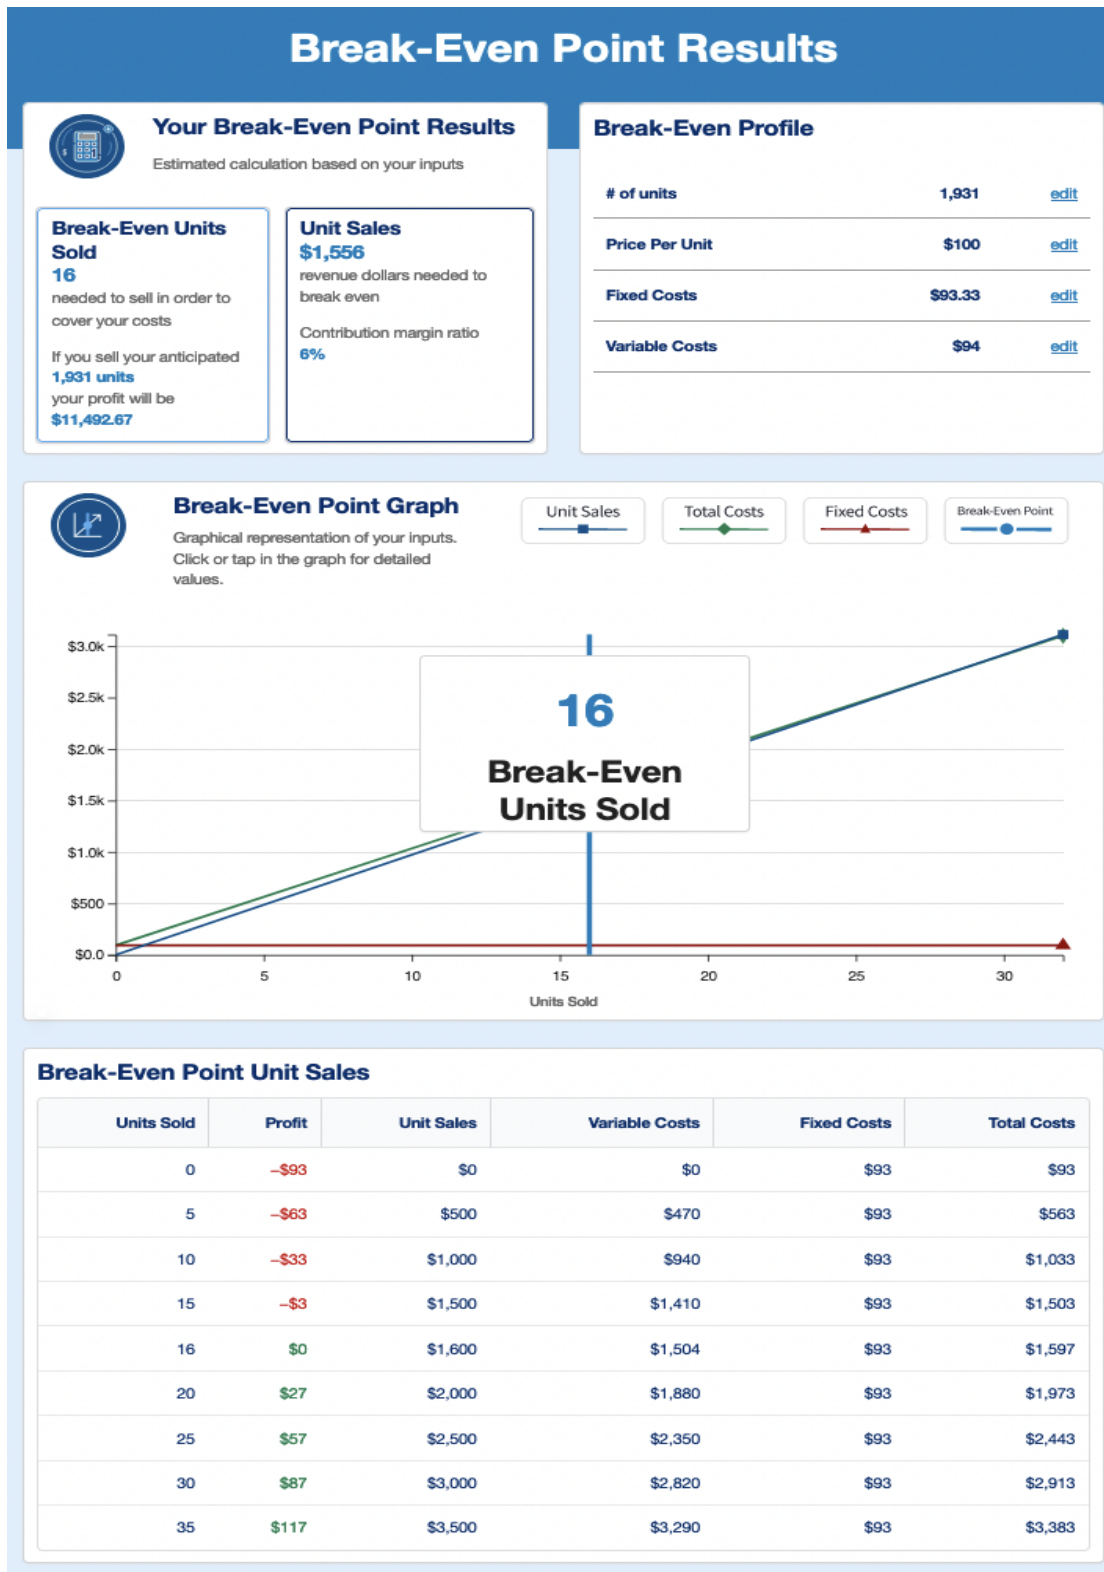 Break-Even Point Results
Your Break-Even Point Results
Estimated calculation based on your inputs
Break-Even Units
Sold
16
needed to sell in order to
cover your costs
If you sell your anticipated
1,931 units
your profit will be
$11,492.67
Unit Sales
$1,556
revenue dollars needed to
break even
Contribution margin ratio
6%
Break-Even Profile
# of units 1,931 edit
Price Per Unit $100 edit
Fixed Costs $93.33 edit
Variable Costs $94 edit
Break-Even Point Graph
Graphical representation of your inputs.
Click or tap in the graph for detailed
values.
Unit Sales Total Costs Fixed Costs Break-Even Point
$3.0k
$2.5k
$2.0k
$1.5k
$1.0k
$500
$0.0
16
Break-Even
Units Sold
0 5 10 15 20 25 30
Units Sold
Break-Even Point Unit Sales
Units Sold Profit Unit Sales Variable Costs Fixed Costs Total Costs
0 –$93 $0 $0 $93 $93
5 –$63 $500 $470 $93 $563
10 –$33 $1,000 $940 $93 $1,033
15 –$3 $1,500 $1,410 $93 $1,503
16 $0 $1,600 $1,504 $93 $1,597
20 $27 $2,000 $1,880 $93 $1,973
25 $57 $2,500 $2,350 $93 $2,443
30 $87 $3,000 $2,820 $93 $2,913
35 $117 $3,500 $3,290 $93 $3,383